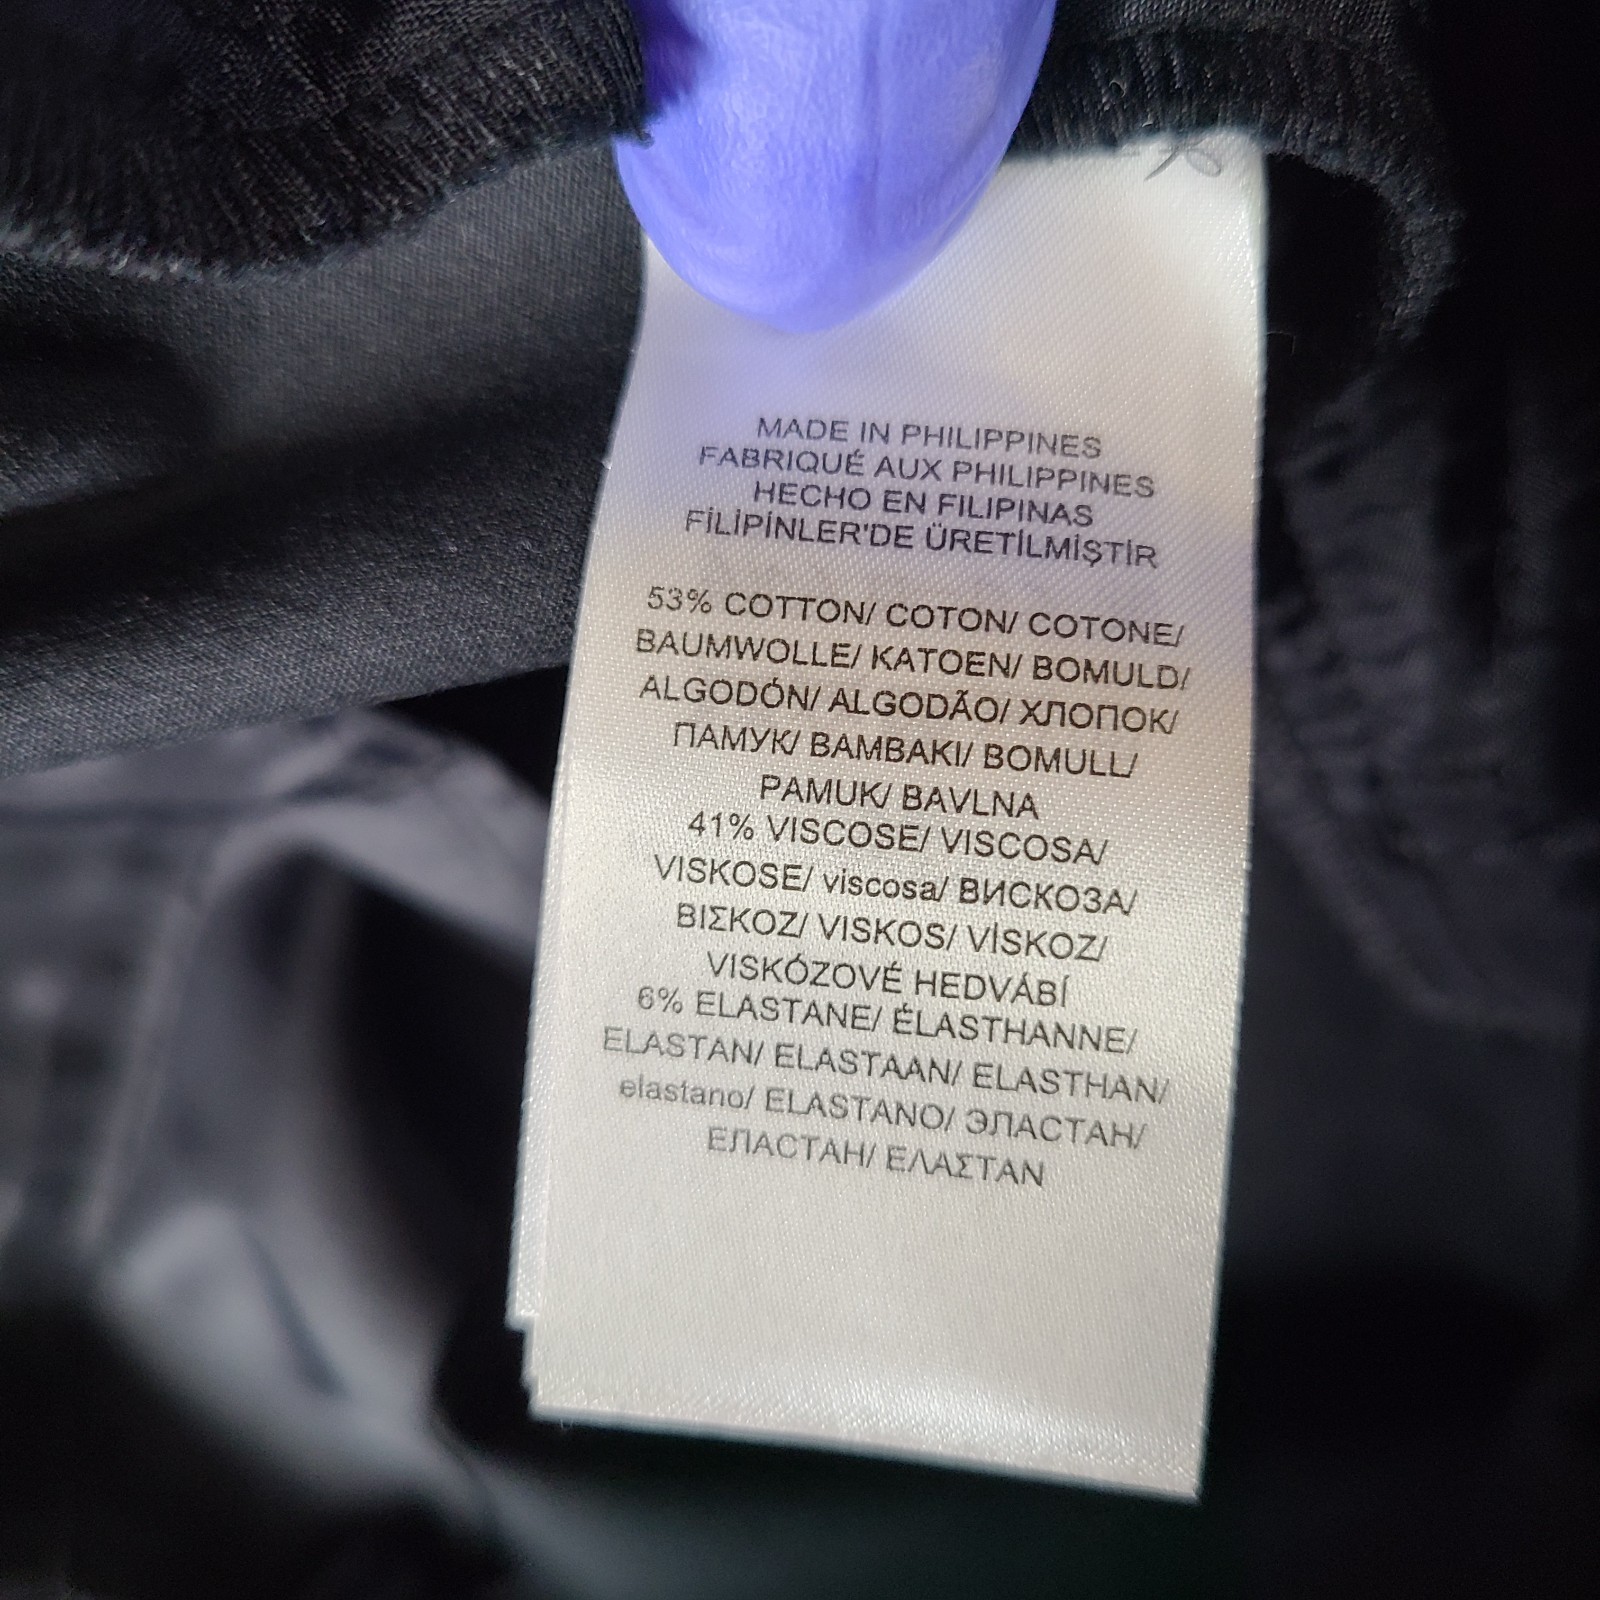 MADE IN PHILIPPINES
FABRIQUÉ AUX PHILIPPINES
HECHO EN FILIPINAS
FİLİPİNLER'DE ÜRETİLMİŞTİR
53% COTTON/ COTON/ COTONE/
BAUMWOLLE/ KATOEN/ BOMULD/
ALGODÓN/ ALGODÃO/ ХЛОПОК/
ПАМУК/ BAMBAKI/ BOMULL/
PAMUK/ BAVLNA
41% VISCOSE/ VISCOSA/
VISKOSE/ viscosa/ ВИСКОЗА/
ΒΙΣΚΟΖ/ VISKOS/ VİSKOZ/
VISKÓZOVÉ HEDVÁBÍ
6% ELASTANE/ ÉLASTHANNE/
ELASTAN/ ELASTAAN/ ELASTHAN/
elastano/ ELASTANO/ ЭЛАСТАН/
ЕЛАСТАН/ ΕΛΑΣΤΑΝ